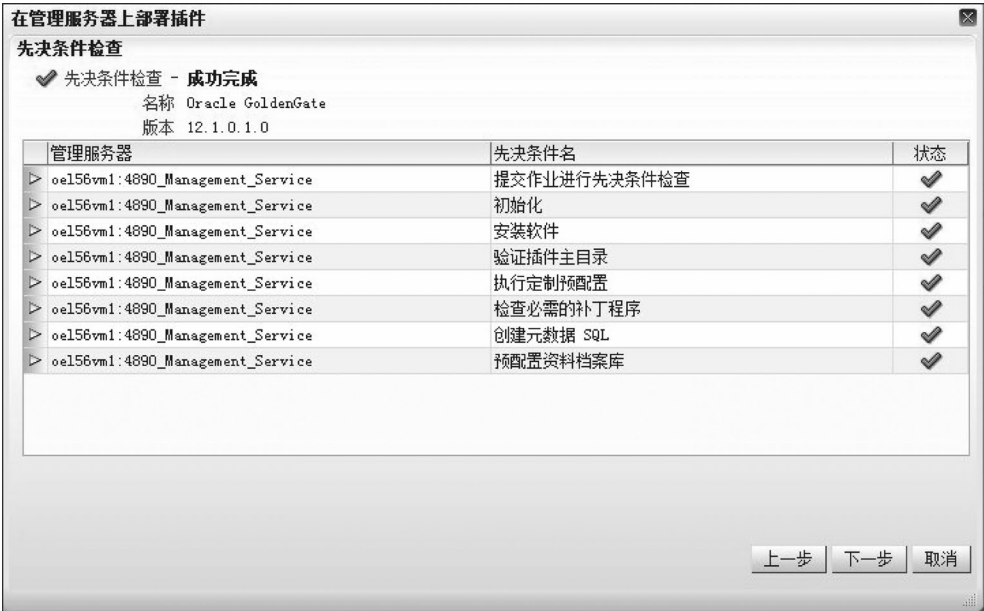 在管理服务器上部署插件
先决条件检查
先决条件检查 - 成功完成
名称 Oracle GoldenGate
版本 12.1.0.1.0
管理服务器 先决条件名 状态
oel56vm1:4890_Management_Service 提交作业进行先决条件检查
oel56vm1:4890_Management_Service 初始化
oel56vm1:4890_Management_Service 安装软件
oel56vm1:4890_Management_Service 验证插件主目录
oel56vm1:4890_Management_Service 执行定制预配置
oel56vm1:4890_Management_Service 检查必需的补丁程序
oel56vm1:4890_Management_Service 创建元数据 SQL
oel56vm1:4890_Management_Service 预配置资料档案库
上一步 下一步 取消